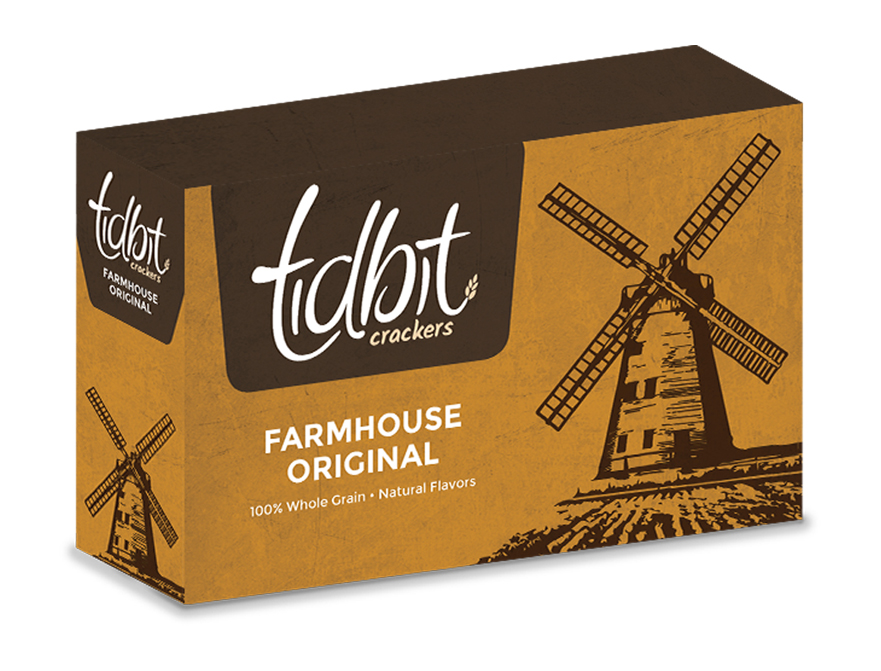 tidbit
crackers
FARMHOUSE
ORIGINAL
tidbit
crackers
FARMHOUSE
ORIGINAL
100% Whole Grain • Natural Flavors